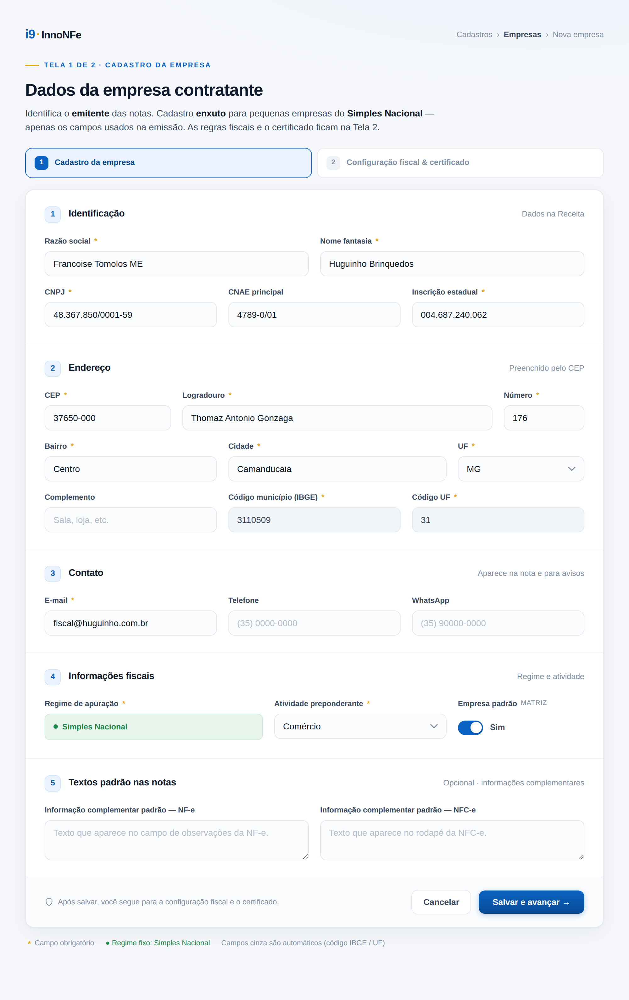 i9 · InnoNFe
Cadastros › Empresas › Nova empresa
TELA 1 DE 2 · CADASTRO DA EMPRESA
Dados da empresa contratante
Identifica o emitente das notas. Cadastro enxuto para pequenas empresas do Simples Nacional —
apenas os campos usados na emissão. As regras fiscais e o certificado ficam na Tela 2.
1 Cadastro da empresa
2 Configuração fiscal & certificado
1 Identificação
Dados na Receita
Razão social *
Nome fantasia *
Francoise Tomolos ME
Huguinho Brinquedos
CNPJ *
CNAE principal
Inscrição estadual *
48.367.850/0001-59
4789-0/01
004.687.240.062
2 Endereço
Preenchido pelo CEP
CEP *
Logradouro *
Número *
37650-000
Thomaz Antonio Gonzaga
176
Bairro *
Cidade *
UF *
Centro
Camanducaia
MG
Complemento
Código município (IBGE) *
Código UF *
Sala, loja, etc.
3110509
31
3 Contato
Aparece na nota e para avisos
E-mail *
Telefone
WhatsApp
fiscal@huguinho.com.br
(35) 0000-0000
(35) 90000-0000
4 Informações fiscais
Regime e atividade
Regime de apuração *
Atividade preponderante *
Empresa padrão MATRIZ
Simples Nacional
Comércio
Sim
5 Textos padrão nas notas
Opcional · informações complementares
Informação complementar padrão — NF-e
Informação complementar padrão — NFC-e
Texto que aparece no campo de observações da NF-e.
Texto que aparece no rodapé da NFC-e.
Após salvar, você segue para a configuração fiscal e o certificado.
Cancelar
Salvar e avançar →
* Campo obrigatório
● Regime fixo: Simples Nacional
Campos cinza são automáticos (código IBGE / UF)